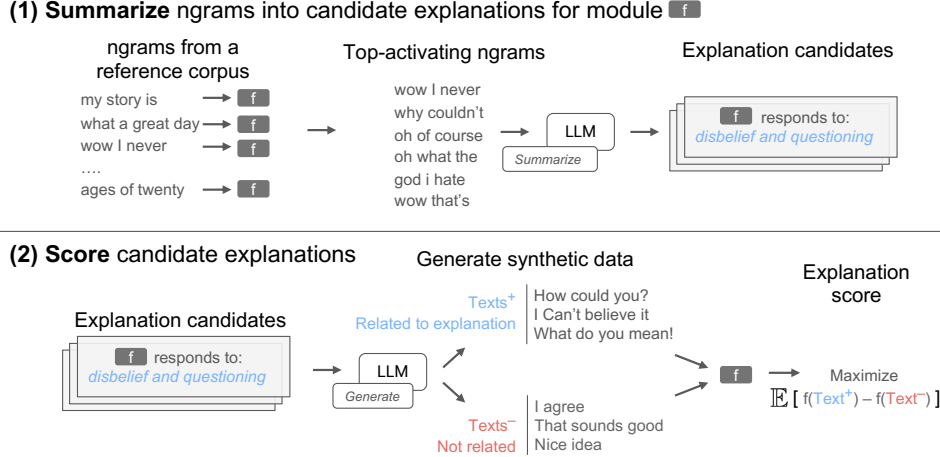 (1) Summarize ngrams into candidate explanations for module f
ngrams from a
reference corpus
my story is f
what a great day f
wow I never f
....
ages of twenty f
Top-activating ngrams
wow I never
why couldn't
oh of course
oh what the
god i hate
wow that's
LLM
Summarize
Explanation candidates
f responds to:
disbelief and questioning
(2) Score candidate explanations
Explanation candidates
f responds to:
disbelief and questioning
LLM
Generate
Generate synthetic data
Texts+
Related to explanation
How could you?
I Can't believe it
What do you mean!
Texts–
Not related
I agree
That sounds good
Nice idea
f
Explanation
score
Maximize
𝔼 [ f(Text+) – f(Text–) ]